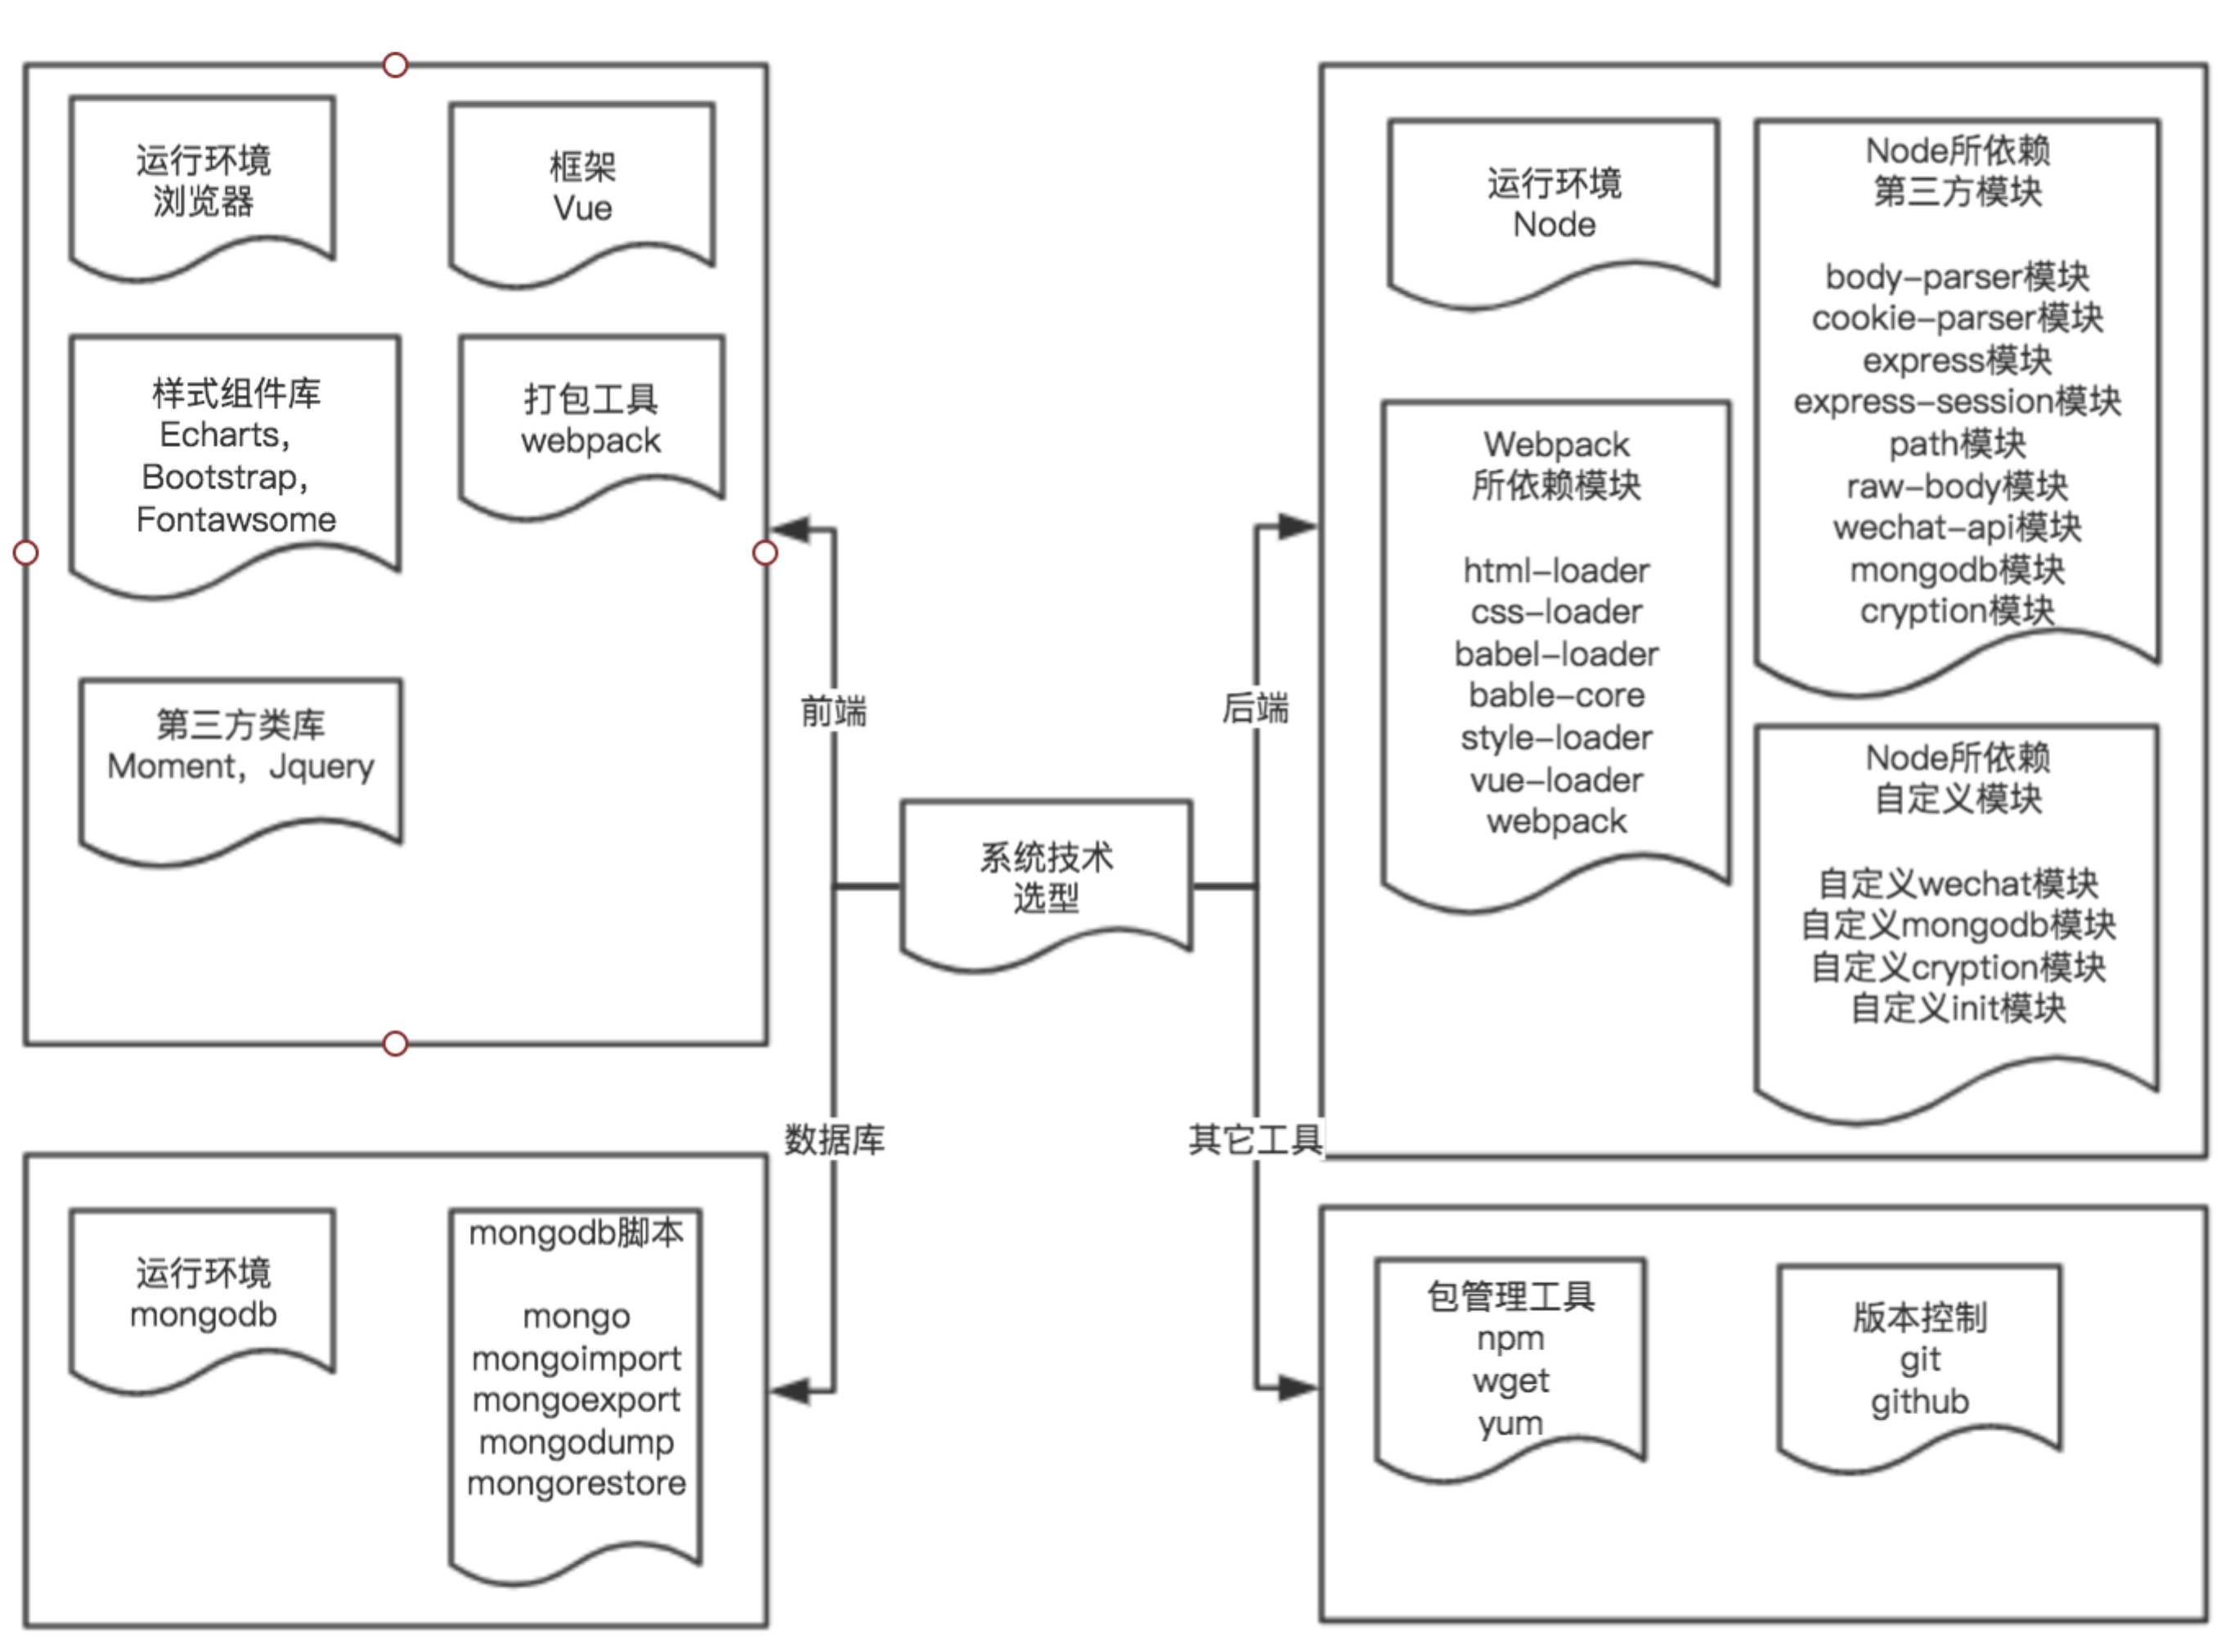 运行环境
浏览器
框架
Vue
样式组件库
Echarts,
Bootstrap,
Fontawsome
打包工具
webpack
第三方类库
Moment, Jquery
前端
系统技术
选型
后端
运行环境
Node
Webpack
所依赖模块
html-loader
css-loader
babel-loader
bable-core
style-loader
vue-loader
webpack
Node所依赖
第三方模块
body-parser模块
cookie-parser模块
express模块
express-session模块
path模块
raw-body模块
wechat-api模块
mongodb模块
cryption模块
Node所依赖
自定义模块
自定义wechat模块
自定义mongodb模块
自定义cryption模块
自定义init模块
数据库
运行环境
mongodb
mongodb脚本
mongo
mongoimport
mongoexport
mongodump
mongorestore
其它工具
包管理工具
npm
wget
yum
版本控制
git
github